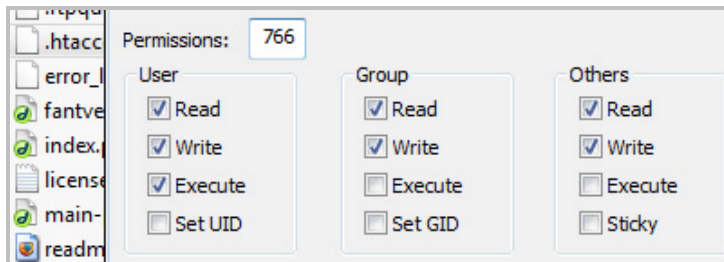 .htacc
error_l
fantve
index.p
license
main-
readm
Permissions: 766
User
Read
Write
Execute
Set UID
Group
Read
Write
Execute
Set GID
Others
Read
Write
Execute
Sticky